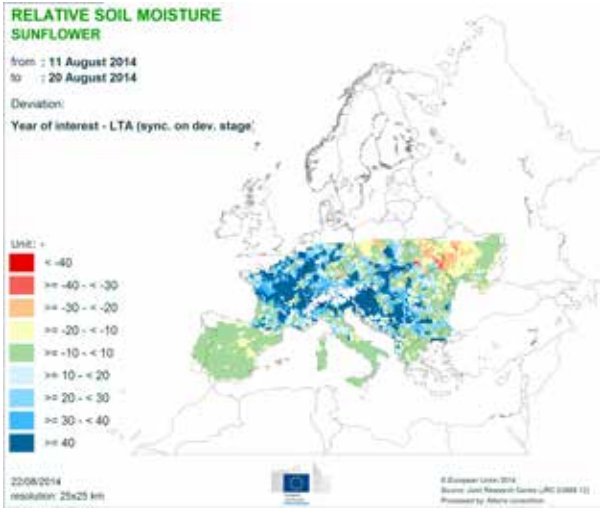 RELATIVE SOIL MOISTURE
SUNFLOWER
from : 11 August 2014
to : 20 August 2014
Deviation:
Year of interest - LTA (sync. on dev. stage)
Unit: -
< -40
>= -40 - < -30
>= -30 - < -20
>= -20 - < -10
>= -10 - < 10
>= 10 - < 20
>= 20 - < 30
>= 30 - < 40
>= 40
22/08/2014
resolution: 25x25 km
© European Union 2014
Source: Joint Research Centre
Processed by Alterra consortium